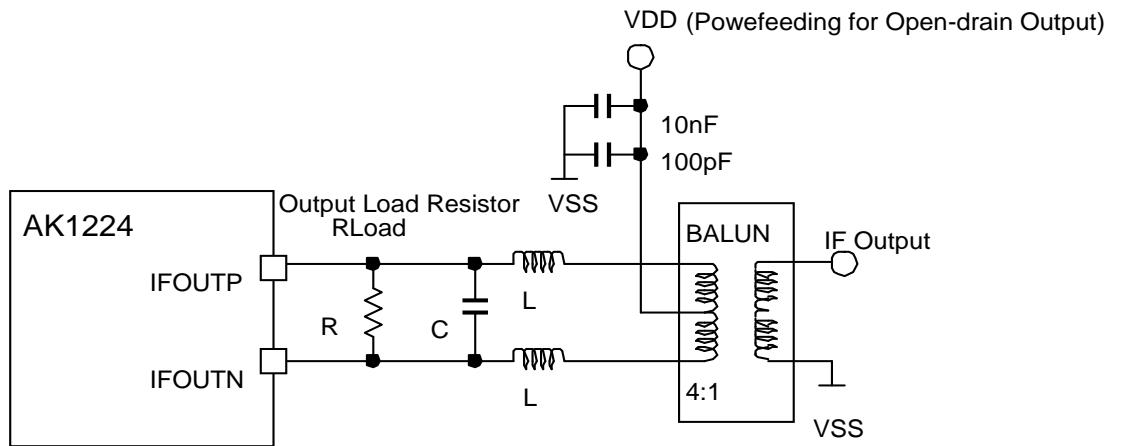 VDD (Powefeeding for Open-drain Output)
10nF
100pF
VSS
Output Load Resistor
RLoad
AK1224
BALUN
IF Output
IFOUTP
L
R
C
IFOUTN
L
4:1
VSS